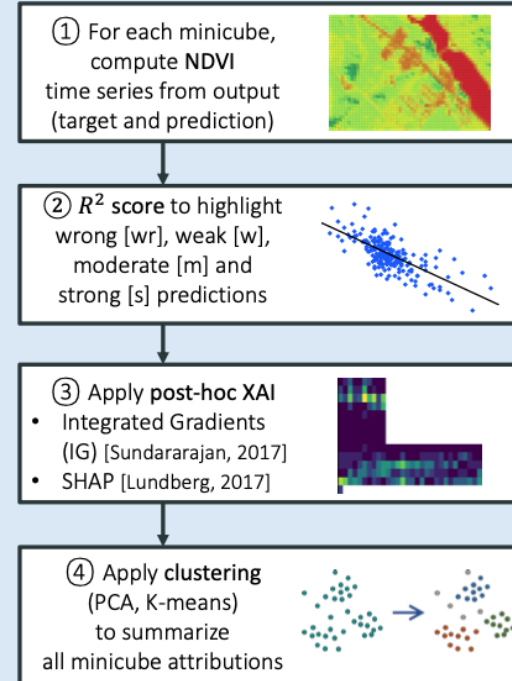 ① For each minicube,
compute NDVI
time series from output
(target and prediction)
② R² score to highlight
wrong [wr], weak [w],
moderate [m] and
strong [s] predictions
③ Apply post-hoc XAI
• Integrated Gradients
(IG) [Sundararajan, 2017]
• SHAP [Lundberg, 2017]
④ Apply clustering
(PCA, K-means)
to summarize
all minicube attributions